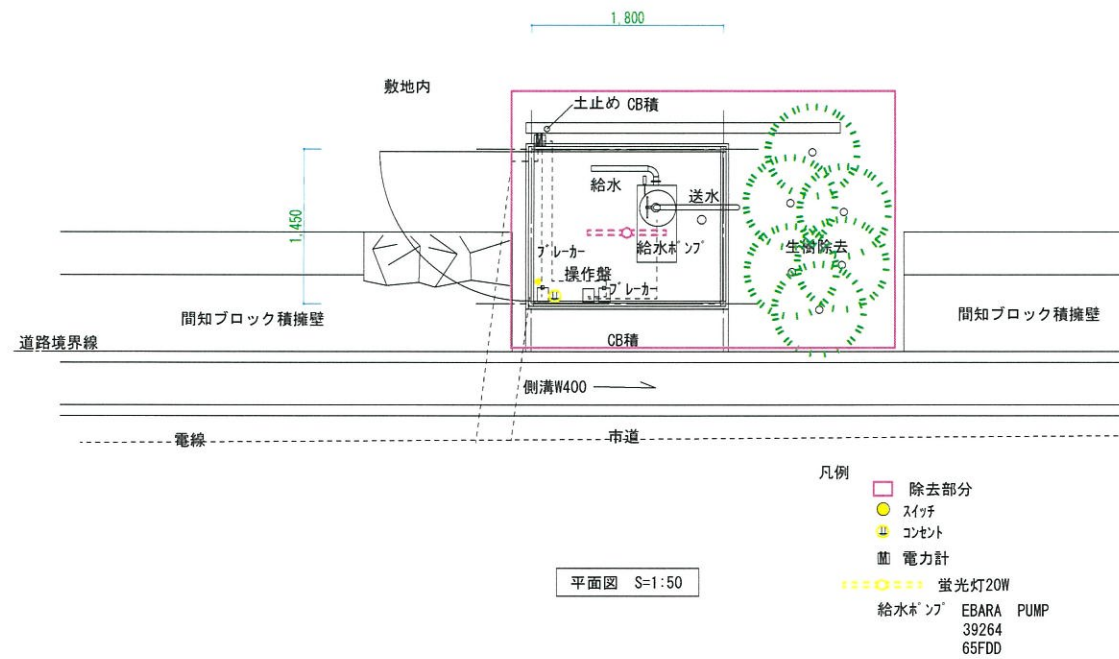 1,800
敷地内
土止め CB積
1,450
給水
送水
ﾌﾞﾚｰｶｰ
給水ﾎﾟﾝﾌﾟ
生樹除去
操作盤
ﾌﾞﾚｰｶｰ
間知ブロック積擁壁
間知ブロック積擁壁
道路境界線
CB積
側溝W400
電線
市道
凡例
除去部分
ｽｲｯﾁ
ｺﾝｾﾝﾄ
電力計
蛍光灯20W
平面図 S=1:50
給水ﾎﾟﾝﾌﾟ EBARA PUMP
39264
65FDD